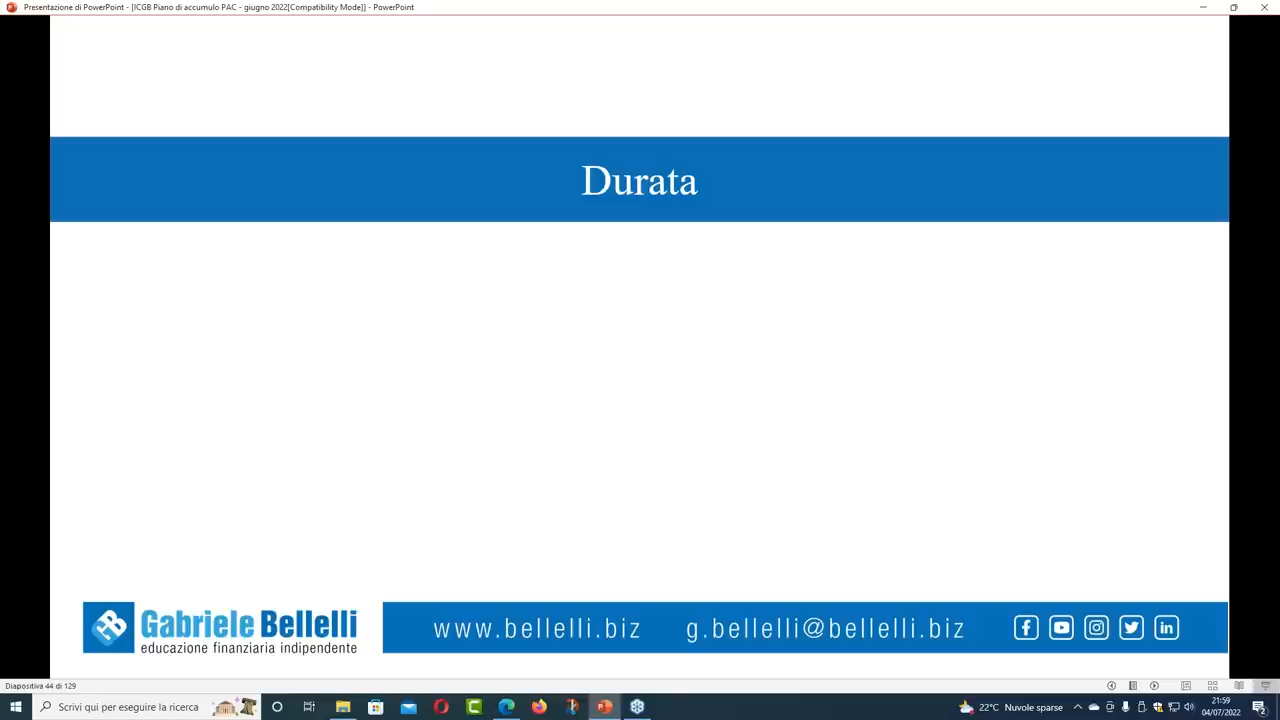 Presentazione di PowerPoint - [ICGB Piano di accumulo PAC - giugno 2022[Compatibility Mode]] - PowerPoint
Durata
Gabriele Bellelli
educazione finanziaria indipendente
www.bellelli.biz g.bellelli@bellelli.biz
Diapositiva 44 di 129
Scrivi qui per eseguire la ricerca
22°C Nuvole sparse
21:59
04/07/2022
2